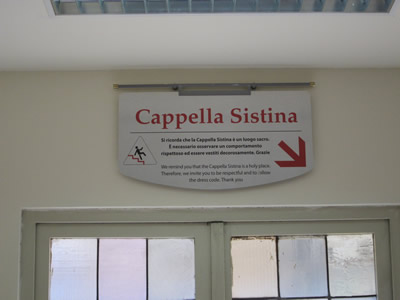 Cappella Sistina
Si ricorda che la Cappella Sistina è un luogo sacro.
È necessario osservare un comportamento
rispettoso ed essere vestiti decorosamente. Grazie
We remind you that the Cappella Sistina is a holy place.
Therefore, we invite you to be respectful and to follow
the dress code. Thank you